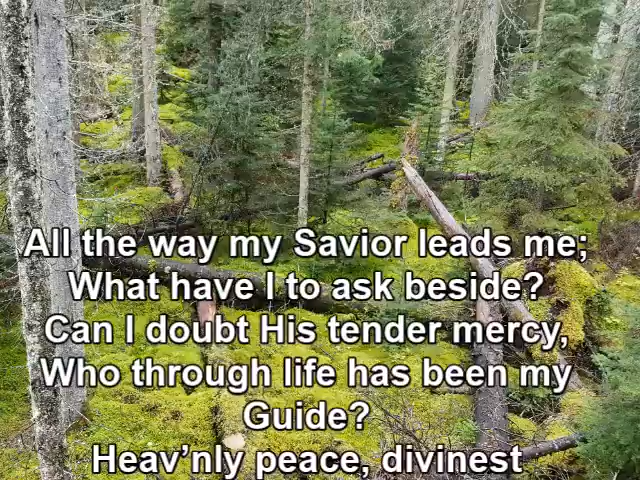 All the way my Savior leads me;
What have I to ask beside?
Can I doubt His tender mercy,
Who through life has been my
Guide?
Heav’nly peace, divinest